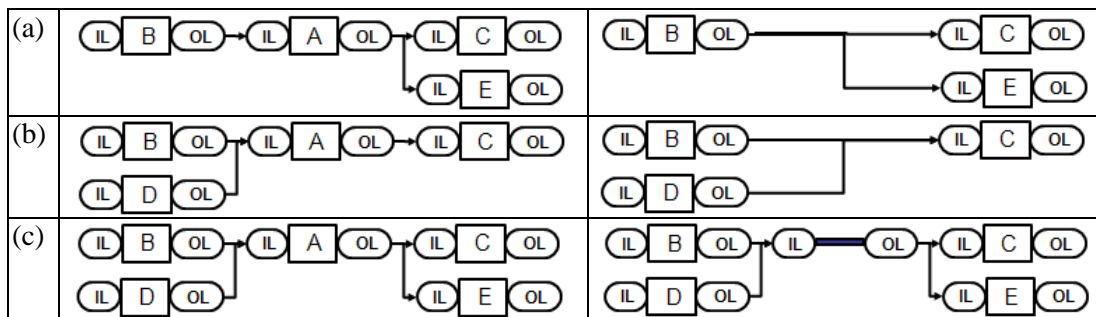 (a) IL B OL IL A OL IL C OL IL B OL IL C OL
IL E OL IL E OL
(b) IL B OL IL A OL IL C OL IL B OL IL C OL
IL D OL IL D OL
(c) IL B OL IL A OL IL C OL IL B OL IL OL IL C OL
IL D OL IL E OL IL D OL IL E OL